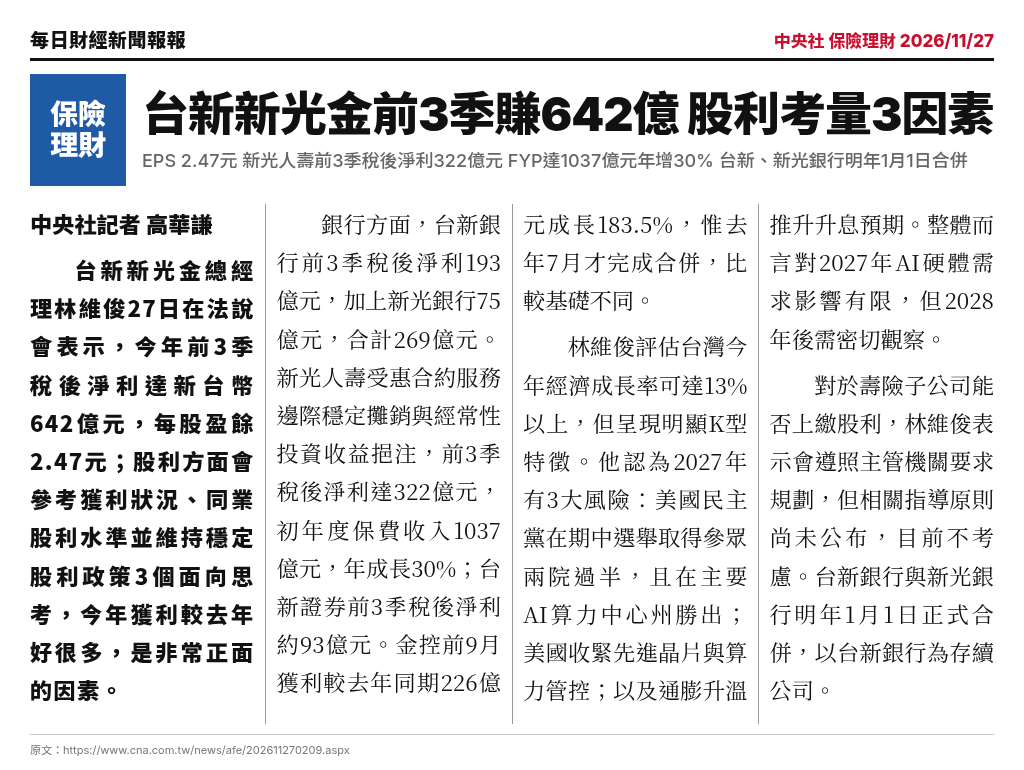 每日財經新聞報報
中央社 保險理財 2026/11/27
保險
理財
台新新光金前3季賺642億 股利考量3因素
EPS 2.47元 新光人壽前3季稅後淨利322億元 FYP達1037億元年增30% 台新、新光銀行明年1月1日合併
中央社記者 高華謙
台新新光金總經
理林維俊27日在法說
會表示，今年前3季
稅後淨利達新台幣
642億元，每股盈餘
2.47元；股利方面會
參考獲利狀況、同業
股利水準並維持穩定
股利政策3個面向思
考，今年獲利較去年
好很多，是非常正面
的因素。
銀行方面，台新銀
行前3季稅後淨利193
億元，加上新光銀行75
億元，合計269億元。
新光人壽受惠合約服務
邊際穩定攤銷與經常性
投資收益挹注，前3季
稅後淨利達322億元，
初年度保費收入1037
億元，年成長30%；台
新證券前3季稅後淨利
約93億元。金控前9月
獲利較去年同期226億
元成長183.5%，惟去
年7月才完成合併，比
較基礎不同。
林維俊評估台灣今
年經濟成長率可達13%
以上，但呈現明顯K型
特徵。他認為2027年
有3大風險：美國民主
黨在期中選舉取得參眾
兩院過半，且在主要
AI算力中心州勝出；
美國收緊先進晶片與算
力管控；以及通膨升溫
推升升息預期。整體而
言對2027年AI硬體需
求影響有限，但2028
年後需密切觀察。
對於壽險子公司能
否上繳股利，林維俊表
示會遵照主管機關要求
規劃，但相關指導原則
尚未公布，目前不考
慮。台新銀行與新光銀
行明年1月1日正式合
併，以台新銀行為存續
公司。
原文：https://www.cna.com.tw/news/afe/202611270209.aspx